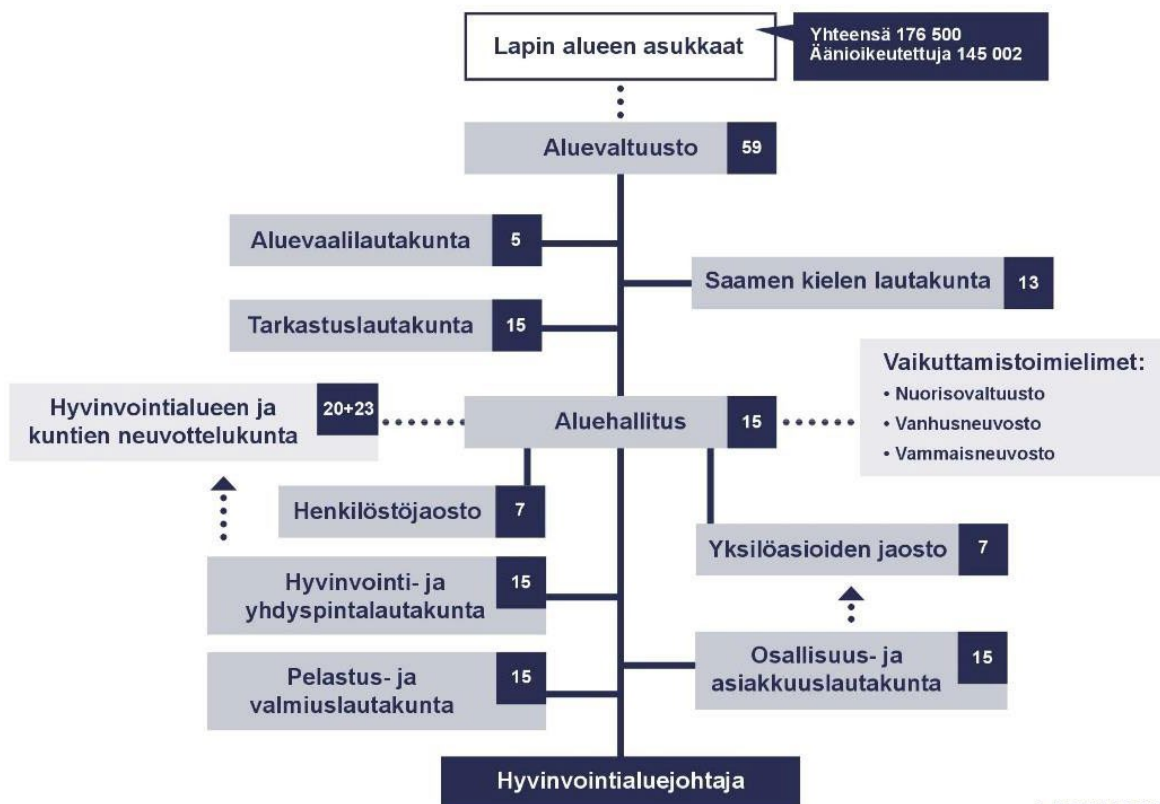 Lapin alueen asukkaat
Yhteensä 176 500
Äänioikeutettuja 145 002
Aluevaltuusto
59
Aluevaalilautakunta
5
Saamen kielen lautakunta
13
Tarkastuslautakunta
15
Vaikuttamistoimielimet:
• Nuorisovaltuusto
• Vanhusneuvosto
• Vammaisneuvosto
Hyvinvointialueen ja
kuntien neuvottelukunta
20+23
Aluehallitus
15
Henkilöstöjaosto
7
Yksilöasioiden jaosto
7
Hyvinvointi- ja
yhdyspintalautakunta
15
Osallisuus- ja
asiakkuuslautakunta
15
Pelastus- ja
valmiuslautakunta
15
Hyvinvointialuejohtaja